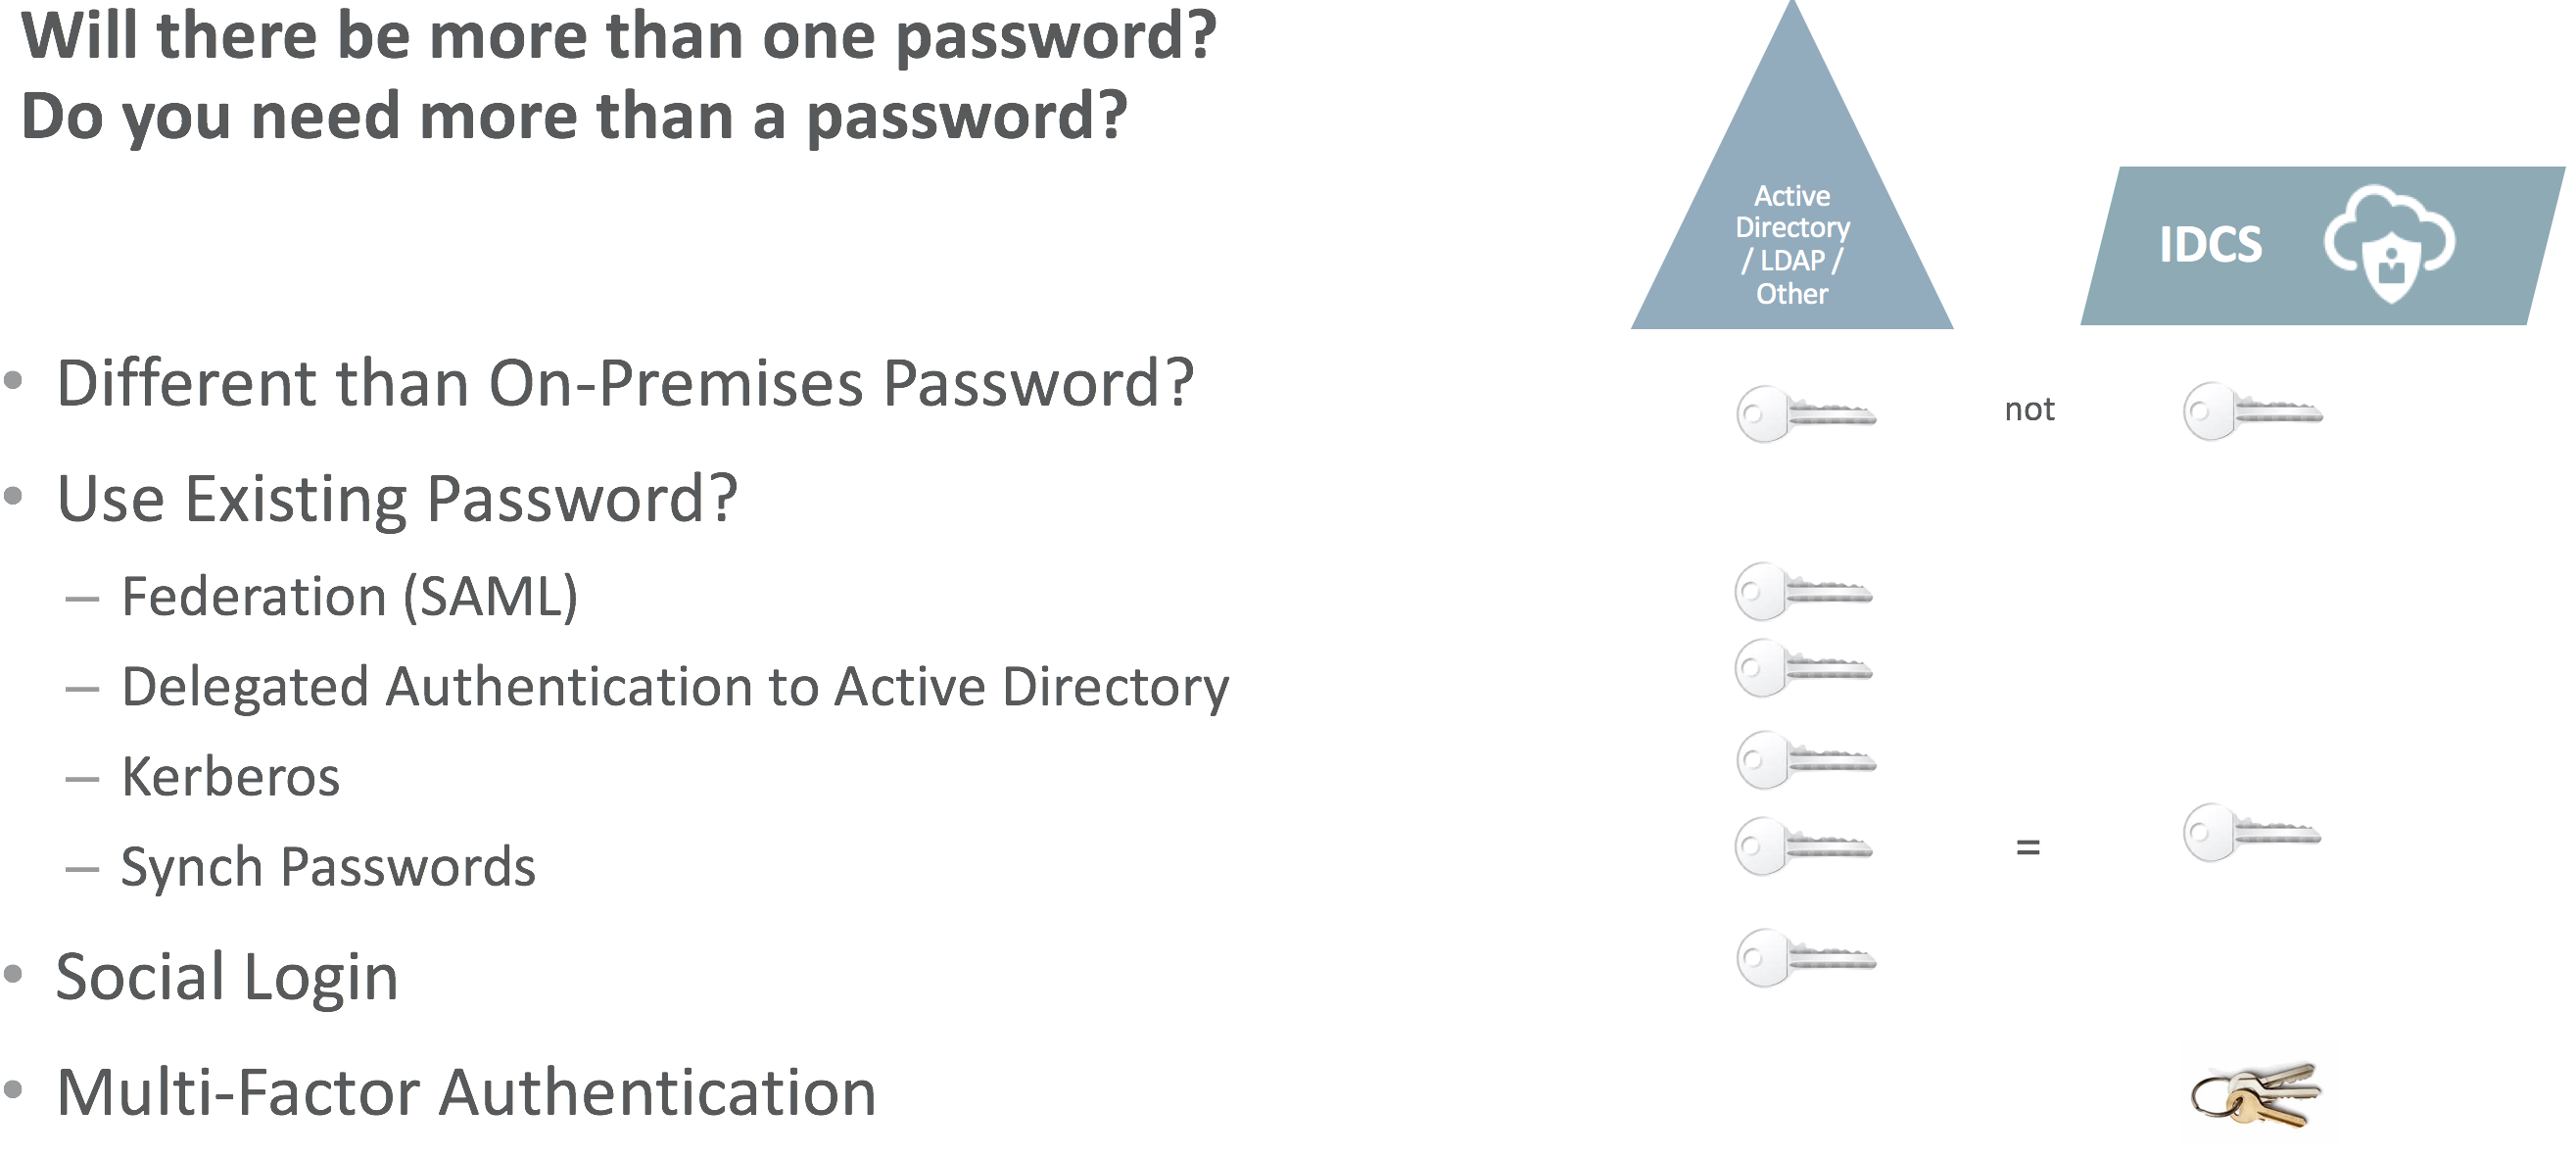 Will there be more than one password?
Do you need more than a password?
Active
Directory
/ LDAP /
Other
IDCS
• Different than On-Premises Password?
not
• Use Existing Password?
– Federation (SAML)
– Delegated Authentication to Active Directory
– Kerberos
– Synch Passwords
=
• Social Login
• Multi-Factor Authentication